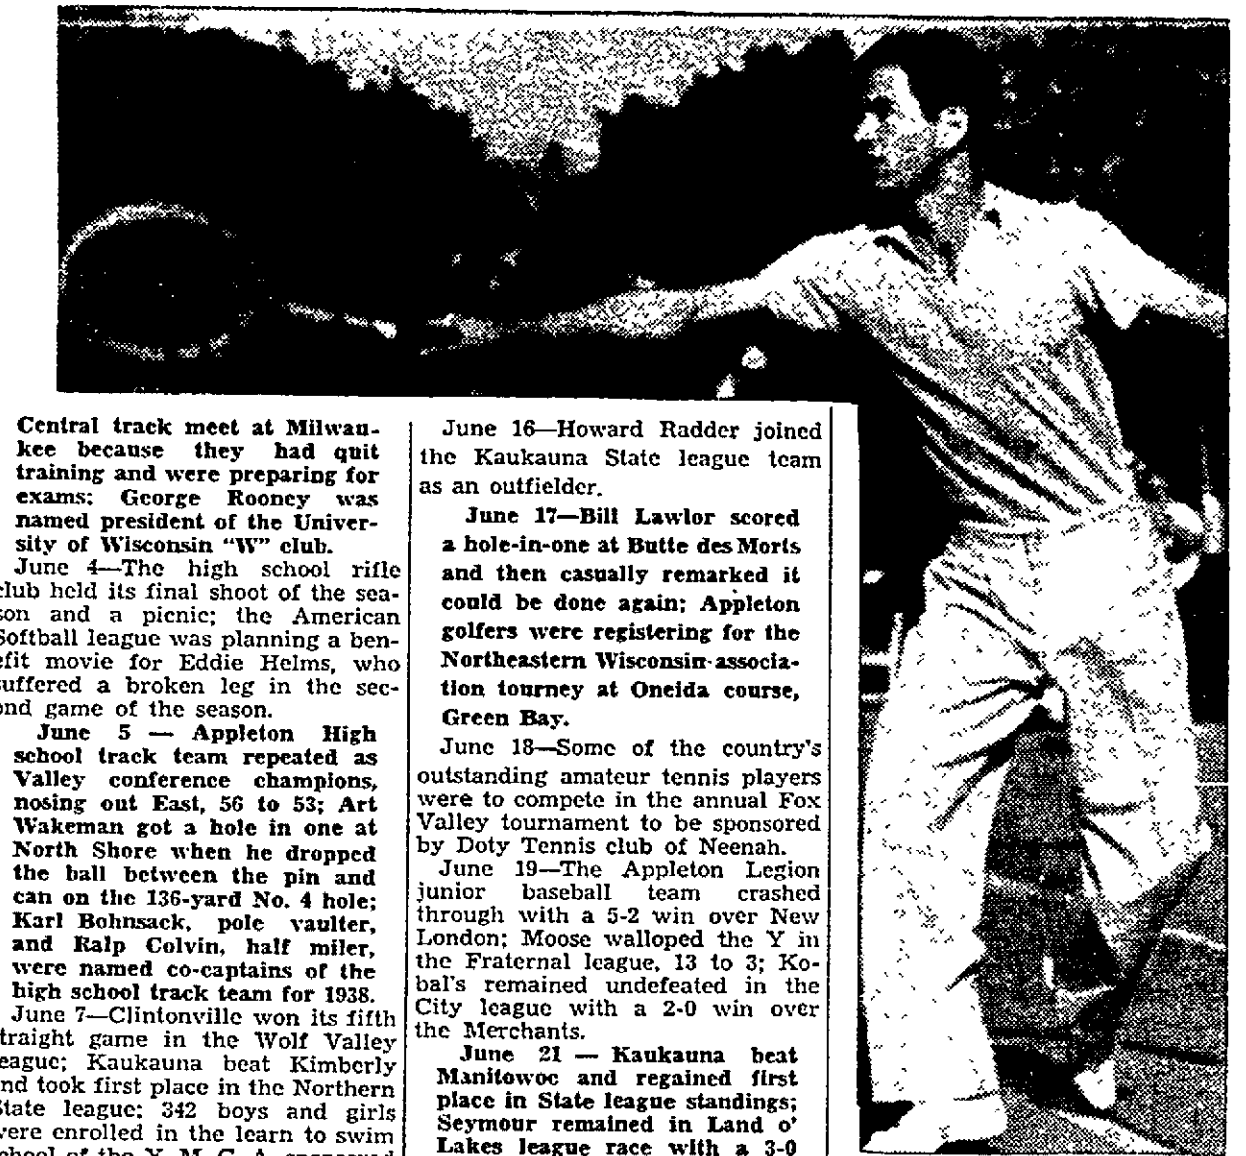 Central track meet at Milwau-
kee because they had quit
training and were preparing for
exams; George Rooney was
named president of the Univer-
sity of Wisconsin "W" club.
June 4—The high school rifle
club held its final shoot of the sea-
son and a picnic; the American
Softball league was planning a ben-
efit movie for Eddie Helms, who
suffered a broken leg in the sec-
ond game of the season.
June 5 — Appleton High
school track team repeated as
Valley conference champions,
nosing out East, 56 to 53; Art
Wakeman got a hole in one at
North Shore when he dropped
the ball between the pin and
can on the 136-yard No. 4 hole;
Karl Bohnsack, pole vaulter,
and Ralp Colvin, half miler,
were named co-captains of the
high school track team for 1938.
June 7—Clintonville won its fifth
straight game in the Wolf Valley
league; Kaukauna beat Kimberly
and took first place in the Northern
State league; 342 boys and girls
were enrolled in the learn to swim
school of the Y. M. C. A. sponsored
June 16—Howard Radder joined
the Kaukauna State league team
as an outfielder.
June 17—Bill Lawlor scored
a hole-in-one at Butte des Morts
and then casually remarked it
could be done again; Appleton
golfers were registering for the
Northeastern Wisconsin associa-
tion tourney at Oneida course,
Green Bay.
June 18—Some of the country's
outstanding amateur tennis players
were to compete in the annual Fox
Valley tournament to be sponsored
by Doty Tennis club of Neenah.
June 19—The Appleton Legion
junior baseball team crashed
through with a 5-2 win over New
London; Moose walloped the Y in
the Fraternal league, 13 to 3; Ko-
bal's remained undefeated in the
City league with a 2-0 win over
the Merchants.
June 21 — Kaukauna beat
Manitowoc and regained first
place in State league standings;
Seymour remained in Land o'
Lakes league race with a 3-0